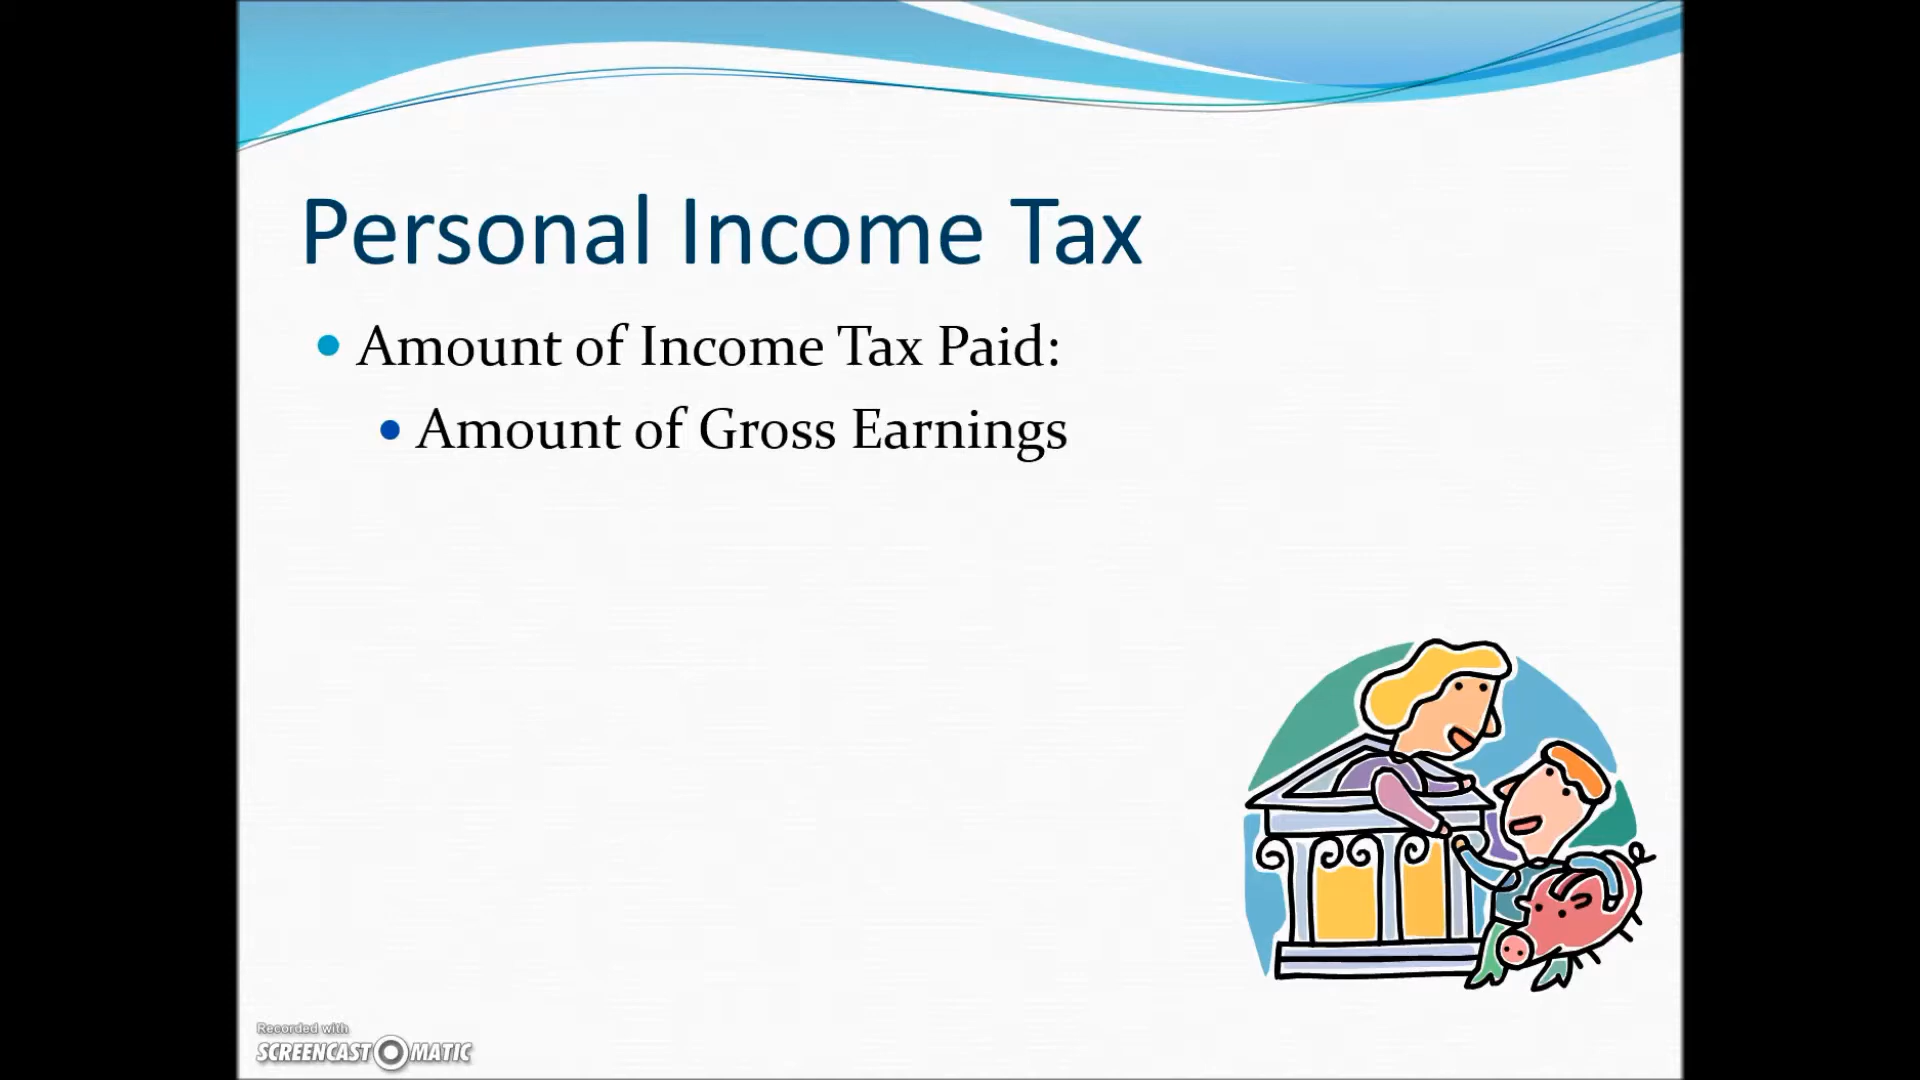 Personal Income Tax
Amount of Income Tax Paid:
Amount of Gross Earnings
Recorded with
SCREENCAST MATIC